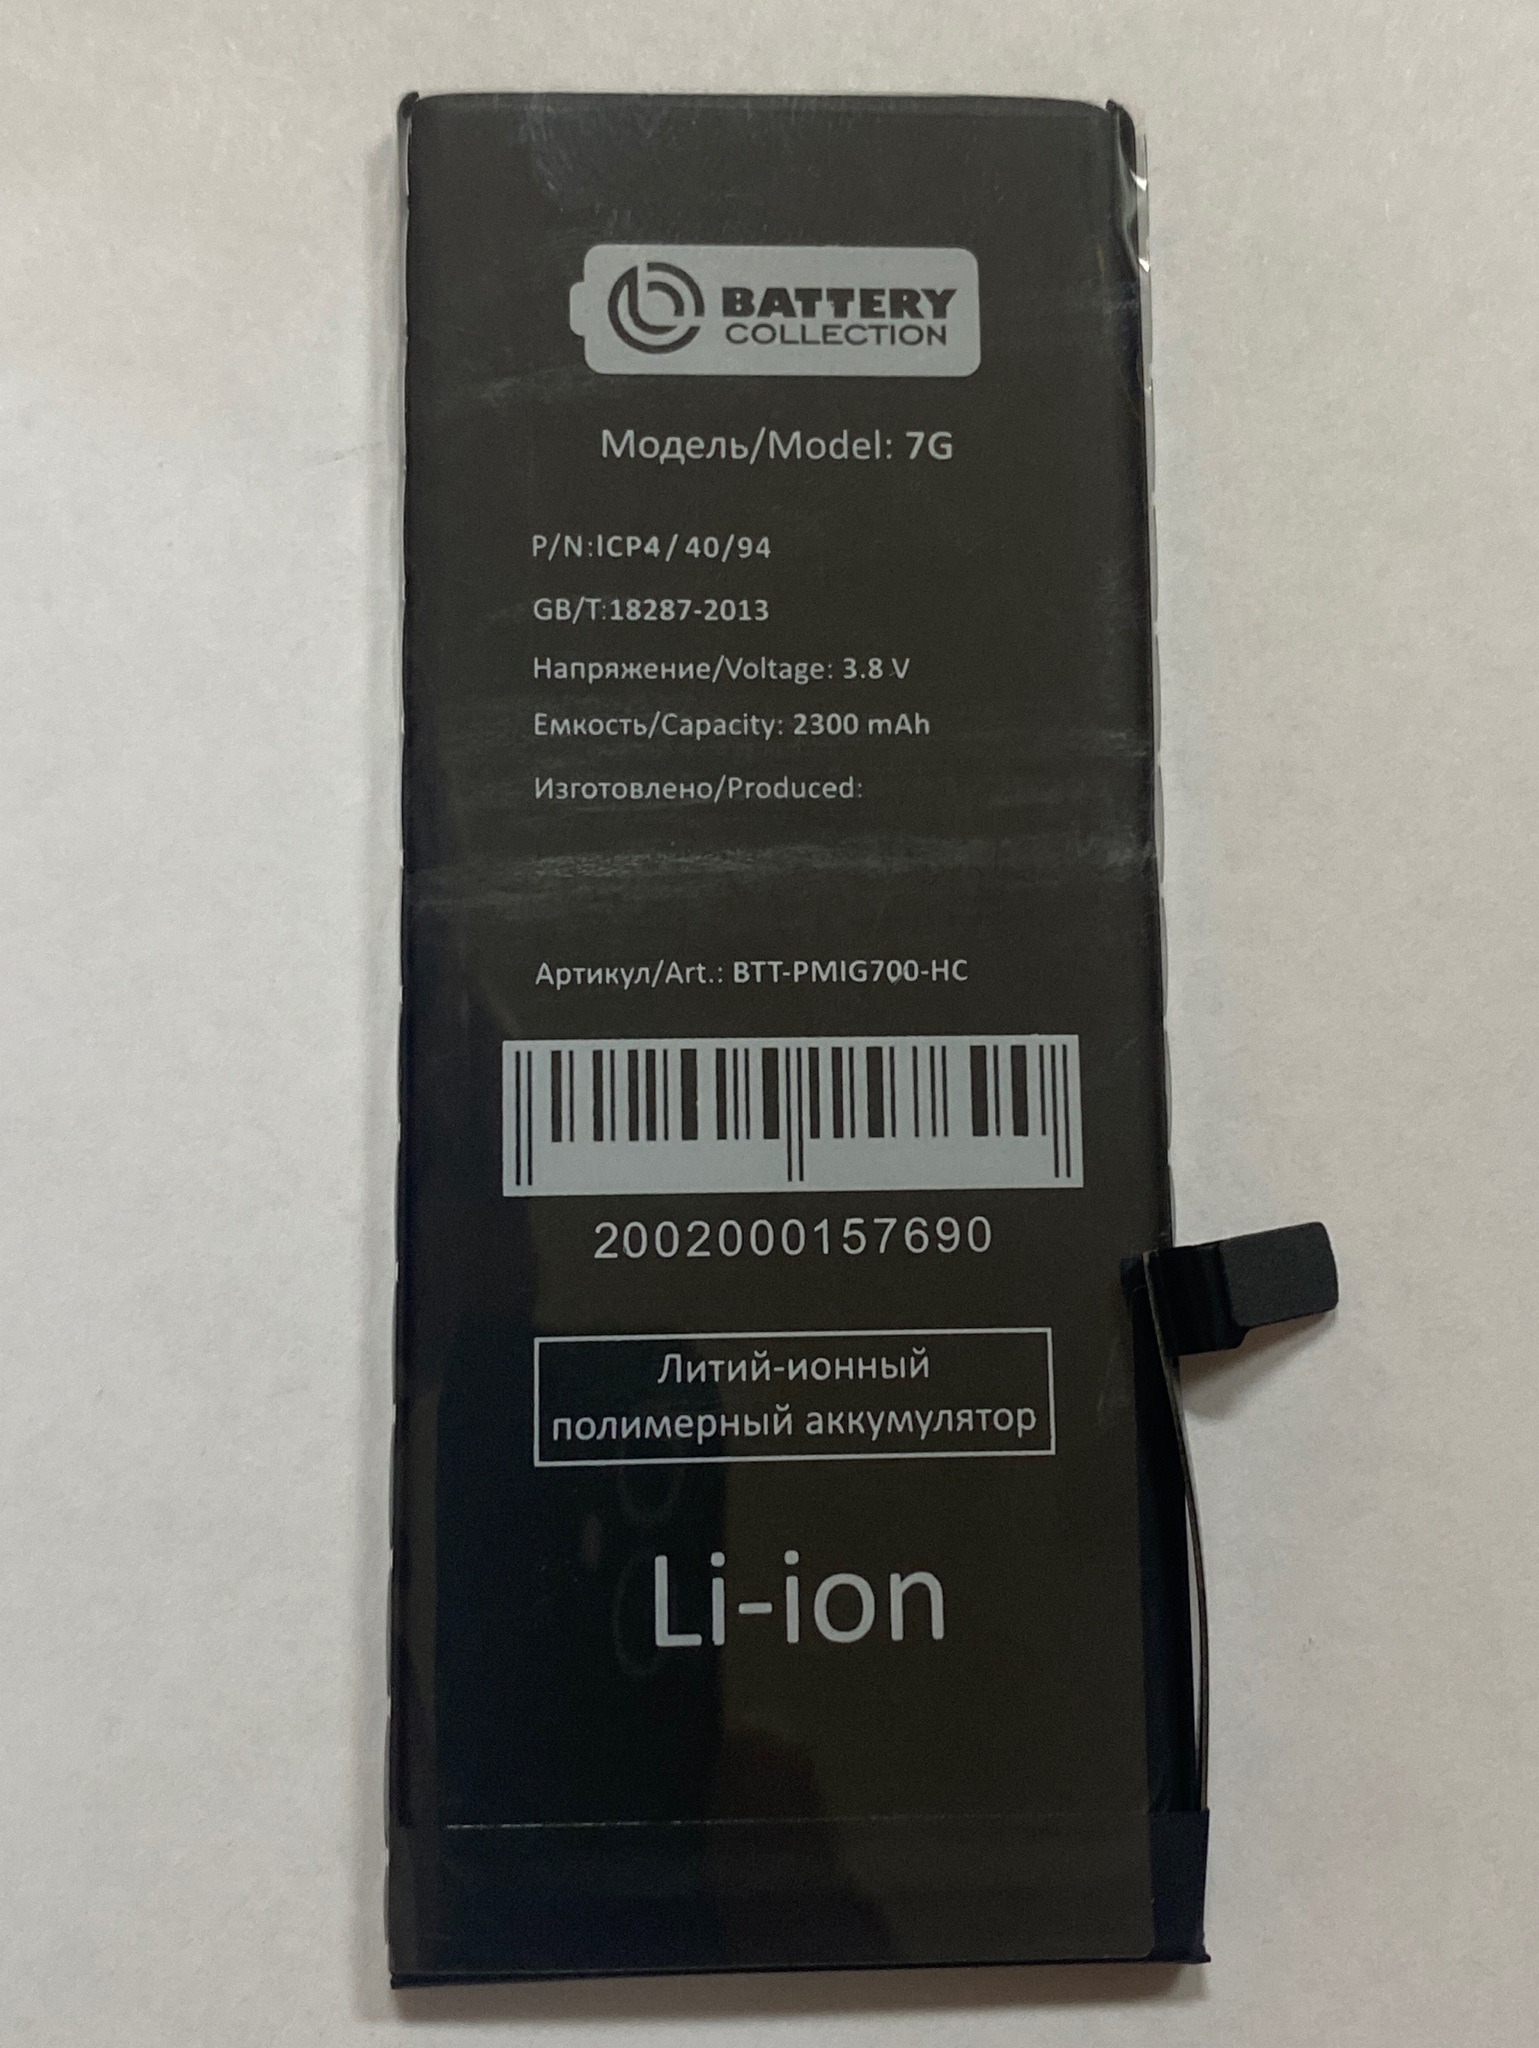 BATTERY
COLLECTION
Модель/Model: 7G
P/N:ICP4/40/94
GB/T:18287-2013
Напряжение/Voltage: 3.8 V
Емкость/Capacity: 2300 mAh
Изготовлено/Produced:
Артикул/Art.: BTT-PMIG700-HC
2002000157690
Литий-ионный
полимерный аккумулятор
Li-ion